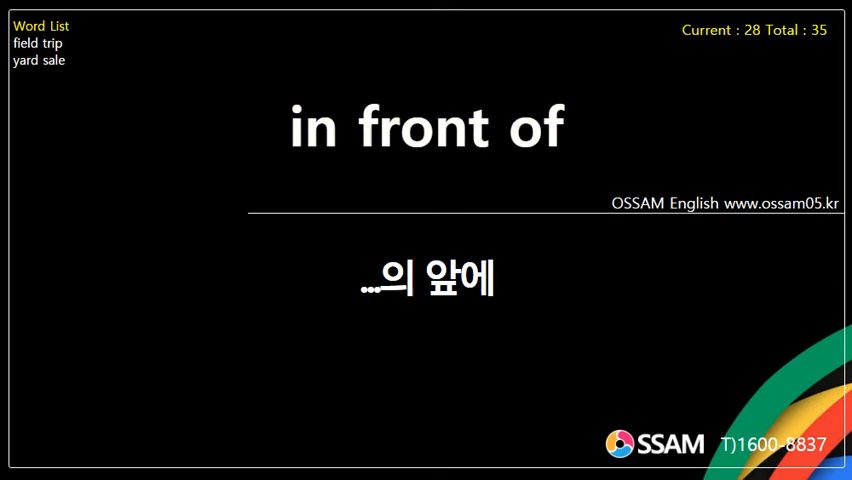 Word List
field trip
yard sale
Current : 28 Total : 35
in front of
OSSAM English www.ossam05.kr
...의 앞에
OSSAM T)1600-8837